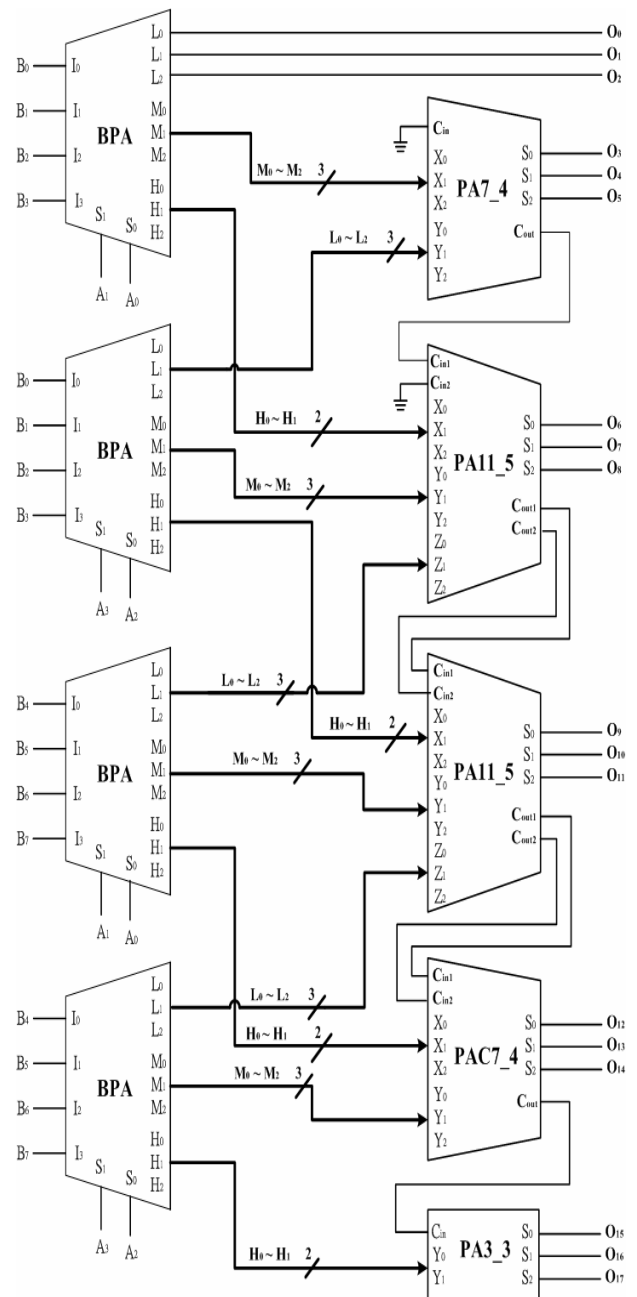 L₀ O₀
B₀ I₀ L₁ O₁
L₂ O₂
B₁ I₁ M₀ Cin
BPA M₁ M₀ ~ M₂ 3 X₀ S₀ O₃
B₂ I₂ M₂ X₁ PA7_4 S₁ O₄
H₀ X₂ S₂ O₅
B₃ I₃ H₁ L₀ ~ L₂ 3 Y₀ Cout
S₁ S₀ H₂ Y₁
A₁ A₀ Y₂
L₀ Cin1
B₀ I₀ L₁ Cin2
L₂ X₀
B₁ I₁ M₀ H₀ ~ H₁ 2 X₁ S₀ O₆
BPA M₁ X₂ PA11_5 S₁ O₇
B₂ I₂ M₂ M₀ ~ M₂ 3 Y₀ S₂ O₈
H₀ Y₁ Cout1
B₃ I₃ H₁ Y₂ Cout2
S₁ S₀ H₂ Z₀
A₃ A₂ Z₁
Z₂
L₀ Cin1
B₄ I₀ L₁ L₀ ~ L₂ 3 Cin2
L₂ X₀
B₅ I₁ M₀ H₀ ~ H₁ 2 X₁ S₀ O₉
BPA M₁ M₀ ~ M₂ 3 X₂ PA11_5 S₁ O₁₀
B₆ I₂ M₂ Y₀ S₂ O₁₁
H₀ Y₁ Cout1
B₇ I₃ H₁ Y₂ Cout2
S₁ S₀ H₂ Z₀
A₁ A₀ Z₁
Z₂
L₀ Cin1
B₄ I₀ L₁ L₀ ~ L₂ 3 Cin2
L₂ X₀ S₀ O₁₂
B₅ I₁ M₀ H₀ ~ H₁ 2 X₁ PAC7_4 S₁ O₁₃
BPA M₁ M₀ ~ M₂ 3 X₂ S₂ O₁₄
B₆ I₂ M₂ Y₀ Cout
H₀ Y₁
B₇ I₃ H₁ Y₂
S₁ S₀ H₂
A₃ A₂
Cin S₀ O₁₅
H₀ ~ H₁ 2 Y₀ PA3_3 S₁ O₁₆
Y₁ S₂ O₁₇